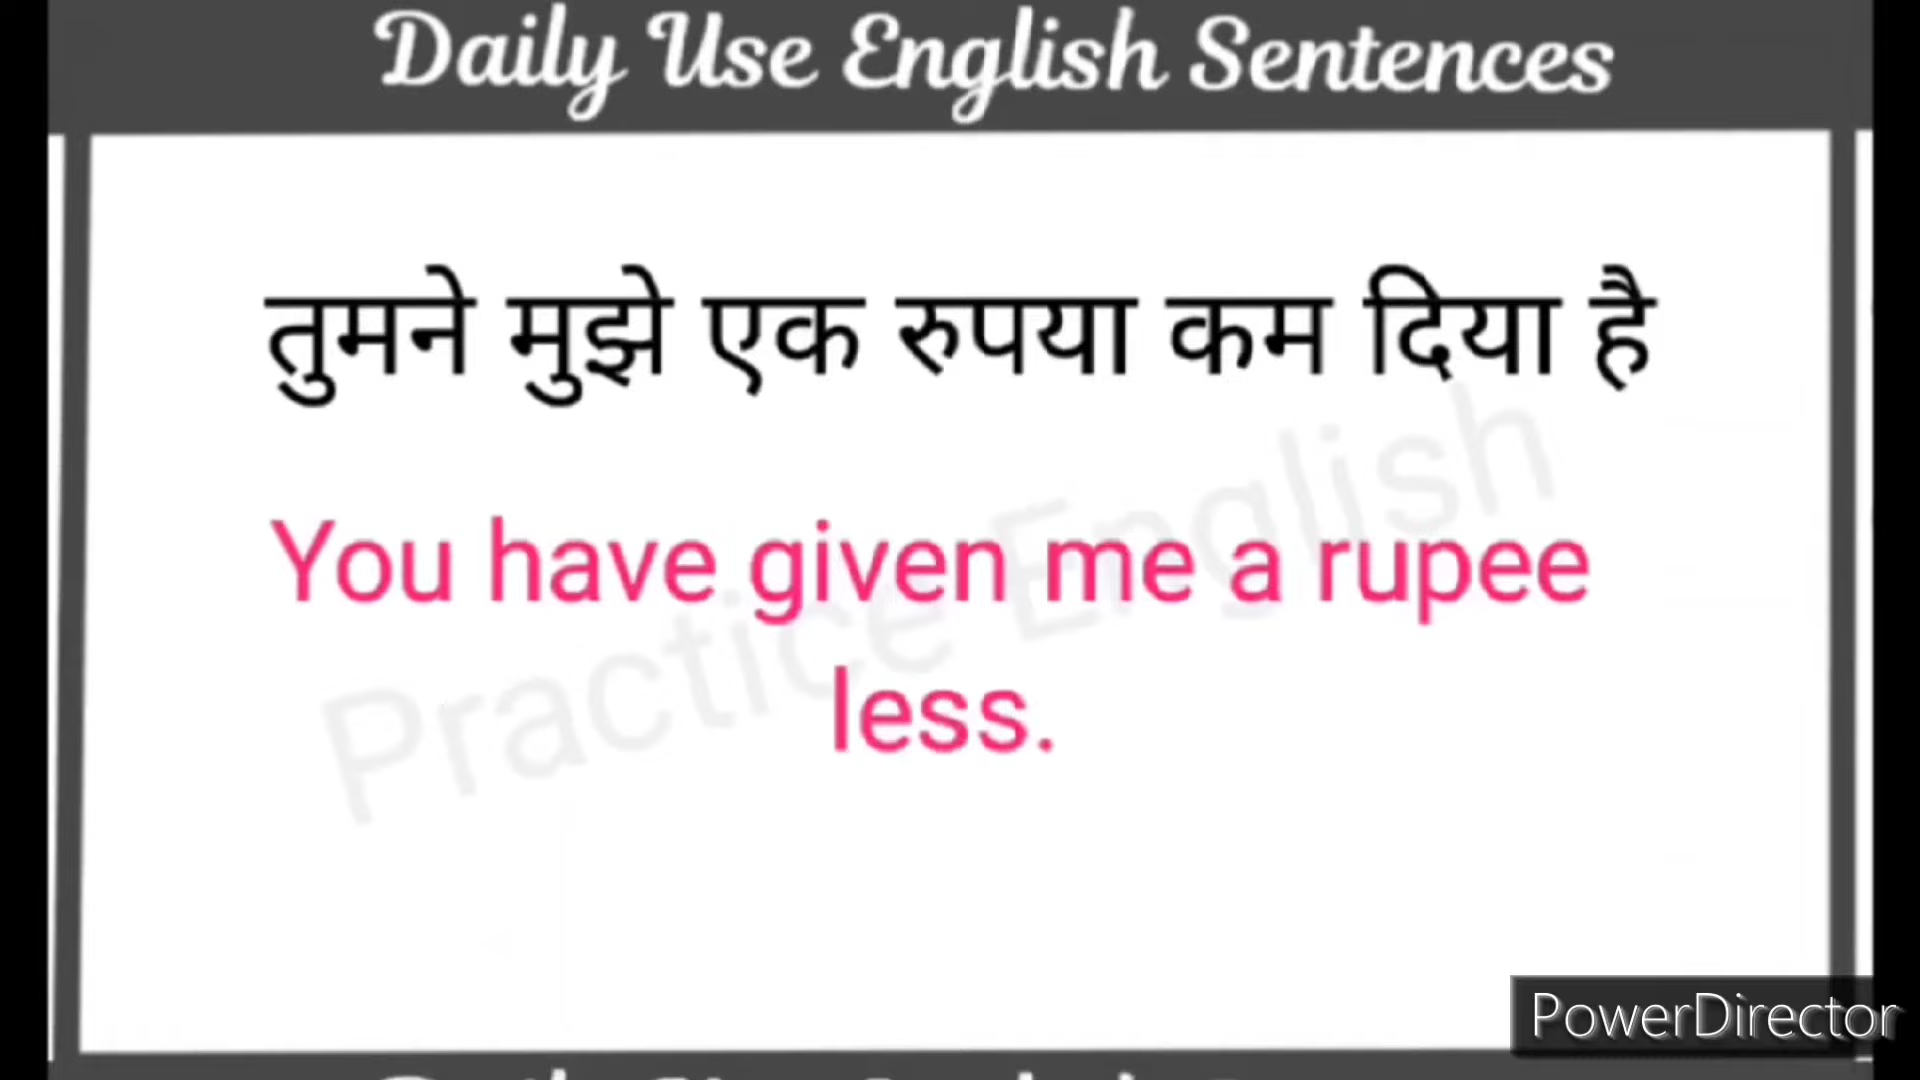 Daily Use English Sentences
तुमने मुझे एक रुपया कम दिया है
You have given me a rupee
less.
Practice English
PowerDirector